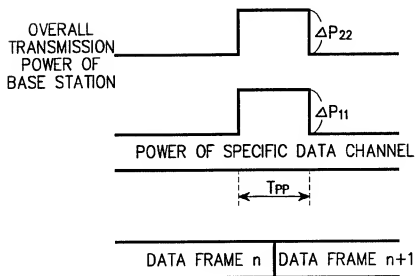 OVERALL
TRANSMISSION
POWER OF
BASE STATION
ΔP22
ΔP11
POWER OF SPECIFIC DATA CHANNEL
TPP
DATA FRAME n DATA FRAME n+1